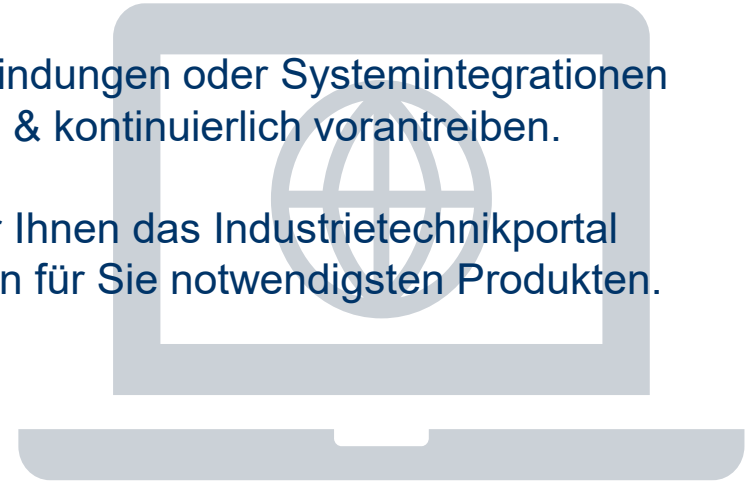 indungen oder Systemintegrationen
& kontinuierlich vorantreiben.
Ihnen das Industrietechnikportal
n für Sie notwendigsten Produkten.